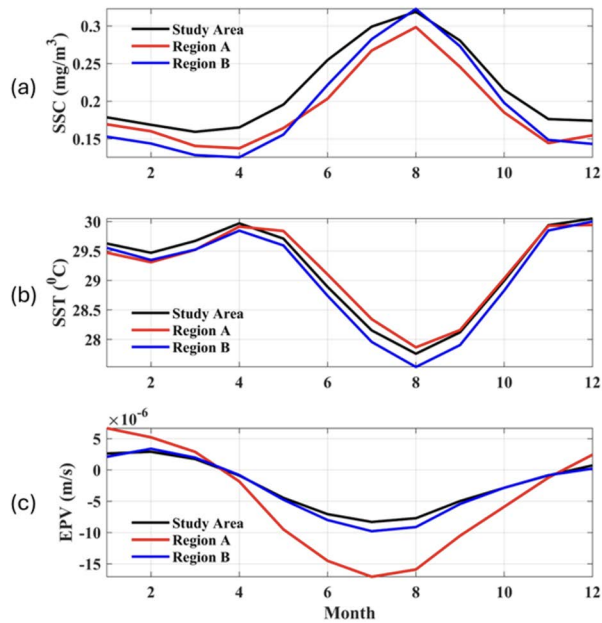 (a)
SSC (mg/m³)
0.3
0.25
0.2
0.15
Study Area
Region A
Region B
2 4 6 8 10 12
(b)
SST (⁰C)
30
29.5
29
28.5
28
Study Area
Region A
Region B
2 4 6 8 10 12
(c)
EPV (m/s)
×10⁻⁶
5
0
-5
-10
-15
Study Area
Region A
Region B
2 4 6 8 10 12
Month